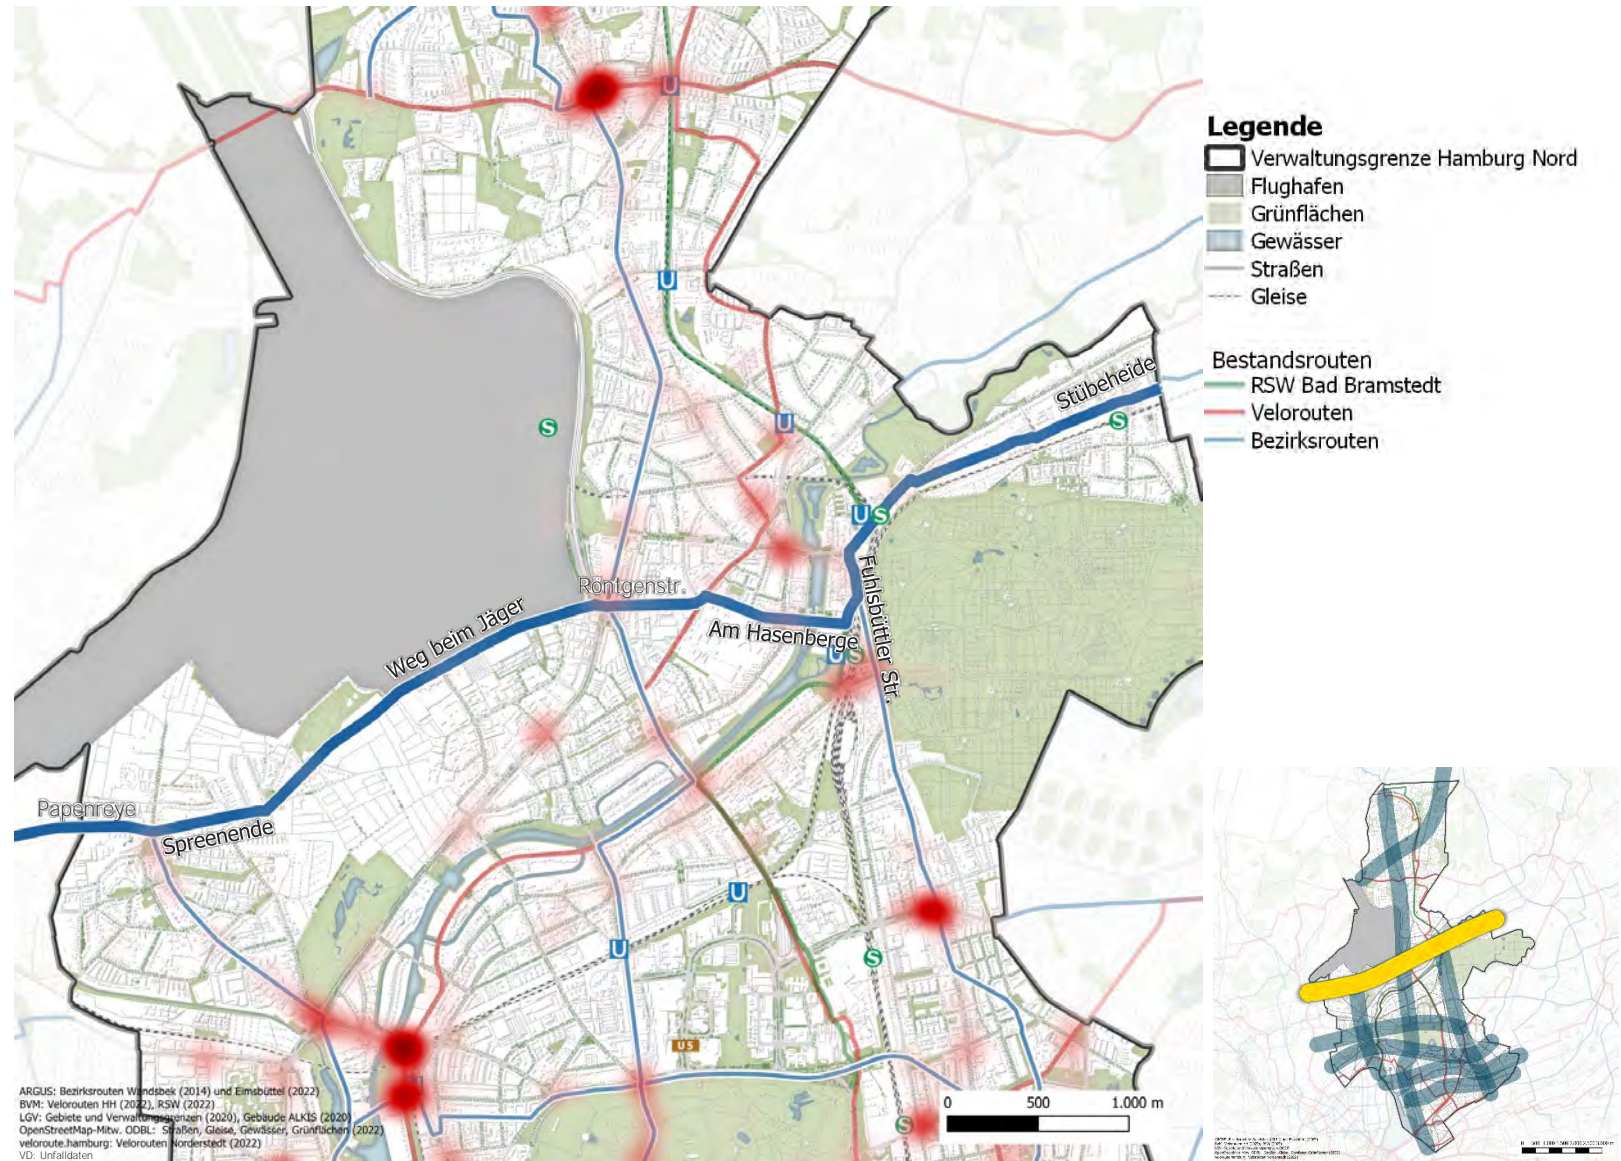 U
U
Stübeheide
S
U
S
U
S
Röntgenstr.
Fuhlsbüttler Str.
Weg beim Jäger
Am Hasenberge
U
S
Papenreye
Spreenende
U
U
S
U5
S
ARGUS: Bezirksrouten Wandsbek (2014) und Eimsbüttel (2022)
BVM: Velorouten HH (2022), RSW (2022)
LGV: Gebiete und Verwaltungsgrenzen (2020), Gebäude ALKIS (2020)
OpenStreetMap-Mitw. ODBL: Straßen, Gleise, Gewässer, Grünflächen (2022)
veloroute.hamburg: Velorouten Norderstedt (2022)
VD: Unfalldaten
0 500 1.000 m
Legende
Verwaltungsgrenze Hamburg Nord
Flughafen
Grünflächen
Gewässer
Straßen
Gleise
Bestandsrouten
RSW Bad Bramstedt
Velorouten
Bezirksrouten